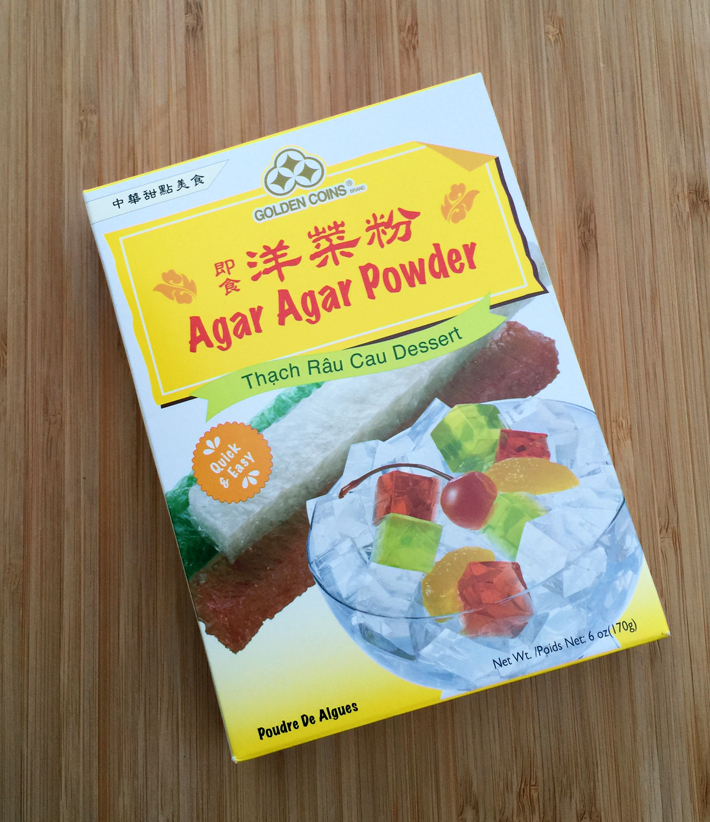 中華甜點美食
GOLDEN COINS® BRAND
即食
洋菜粉
Agar Agar Powder
Thạch Râu Cau Dessert
Quick
& Easy
Net Wt. /Poids Net: 6 oz(170g)
Poudre De Algues